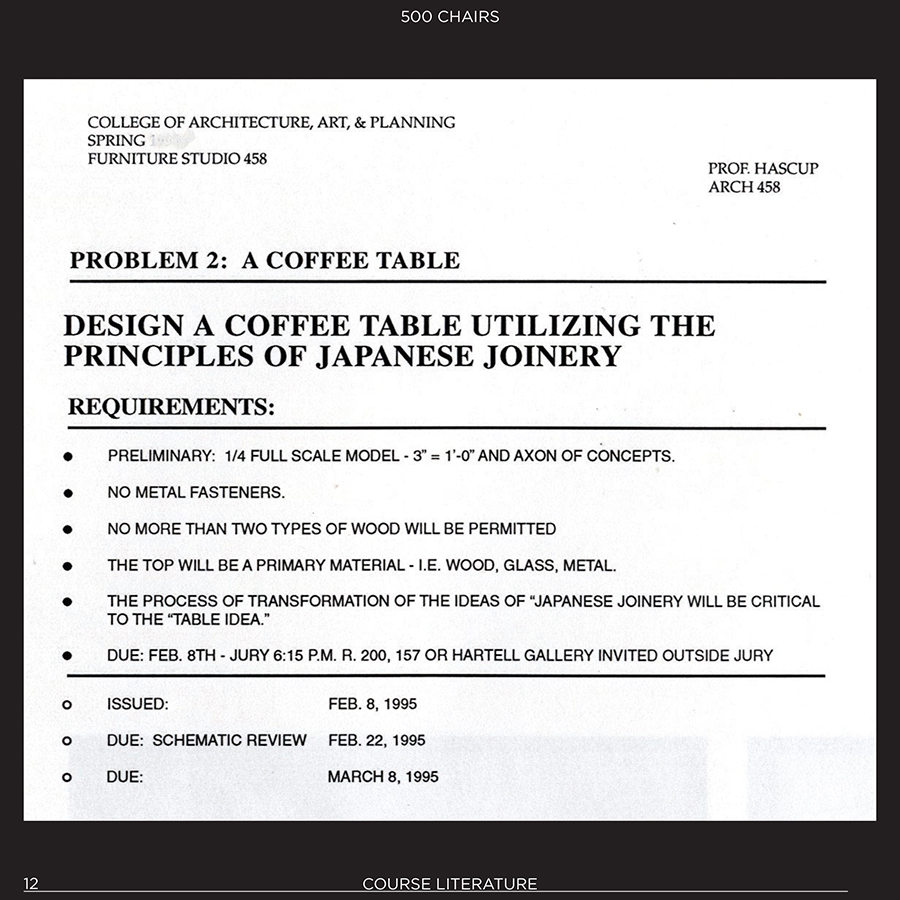 500 CHAIRS
COLLEGE OF ARCHITECTURE, ART, & PLANNING
SPRING
FURNITURE STUDIO 458
PROF. HASCUP
ARCH 458
PROBLEM 2: A COFFEE TABLE
DESIGN A COFFEE TABLE UTILIZING THE
PRINCIPLES OF JAPANESE JOINERY
REQUIREMENTS:
● PRELIMINARY: 1/4 FULL SCALE MODEL - 3” = 1’-0” AND AXON OF CONCEPTS.
● NO METAL FASTENERS.
● NO MORE THAN TWO TYPES OF WOOD WILL BE PERMITTED
● THE TOP WILL BE A PRIMARY MATERIAL - I.E. WOOD, GLASS, METAL.
● THE PROCESS OF TRANSFORMATION OF THE IDEAS OF “JAPANESE JOINERY WILL BE CRITICAL
TO THE “TABLE IDEA.”
● DUE: FEB. 8TH - JURY 6:15 P.M. R. 200, 157 OR HARTELL GALLERY INVITED OUTSIDE JURY
○ ISSUED: FEB. 8, 1995
○ DUE: SCHEMATIC REVIEW FEB. 22, 1995
○ DUE: MARCH 8, 1995
12 COURSE LITERATURE